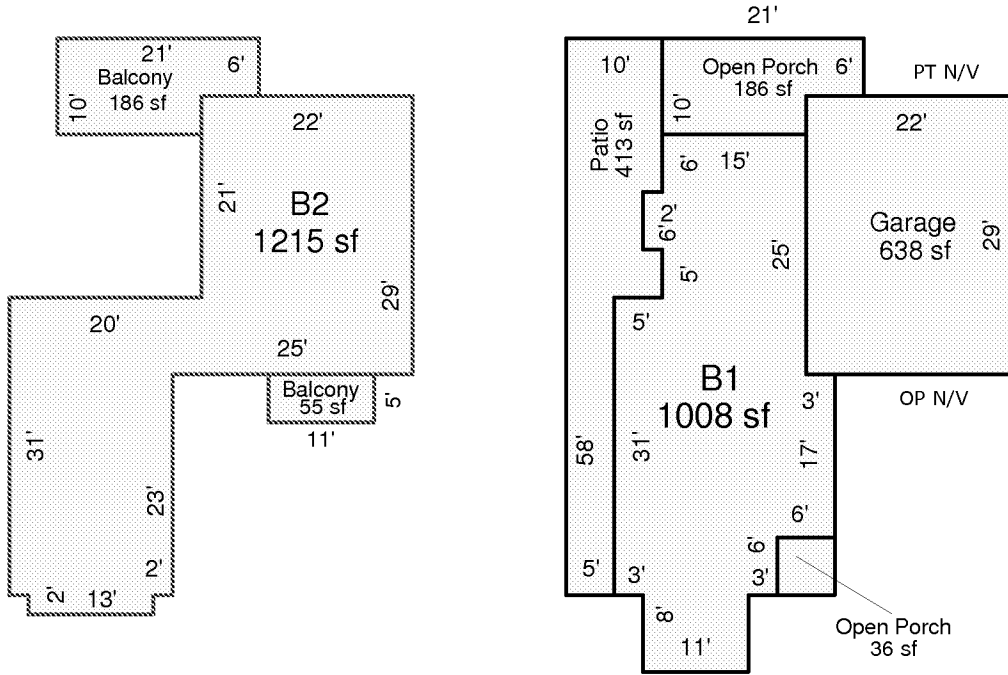 21'
6'
Balcony
186 sf
10'
22'
21'
B2
1215 sf
29'
20'
25'
Balcony
55 sf
5'
11'
31'
23'
2'
2'
13'
21'
10'
Open Porch
6'
186 sf
10'
PT N/V
22'
Patio
413 sf
6'
15'
2'
6'
Garage
638 sf
29'
25'
5'
5'
B1
1008 sf
3'
OP N/V
58'
31'
17'
6'
6'
5'
3'
3'
8'
11'
Open Porch
36 sf